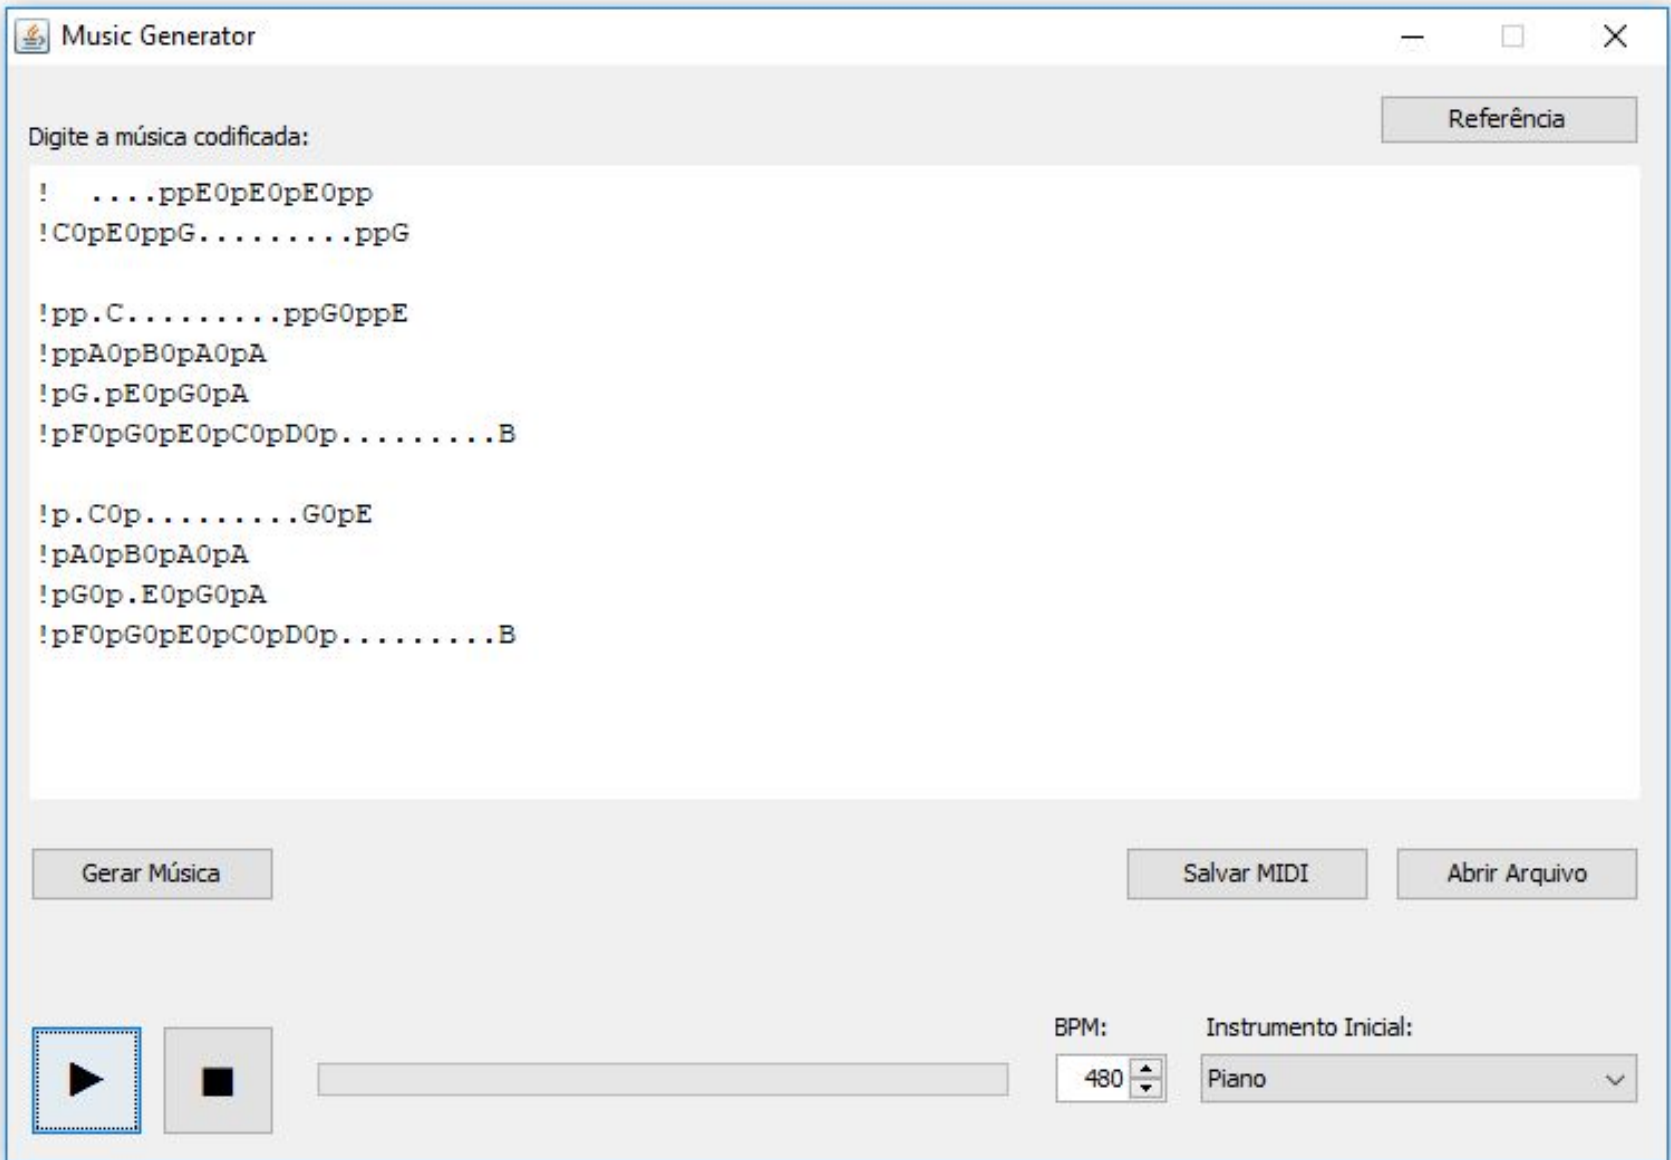 Music Generator
Referência
Digite a música codificada:
!  ....ppE0pE0pE0pp
!C0pE0ppG.........ppG
!pp.C.........ppG0ppE
!ppA0pB0pA0pA
!pG.pE0pG0pA
!pF0pG0pE0pC0pD0p.........B
!p.C0p.........G0pE
!pA0pB0pA0pA
!pG0p.E0pG0pA
!pF0pG0pE0pC0pD0p.........B
Gerar Música
Salvar MIDI
Abrir Arquivo
BPM:
Instrumento Inicial:
480
Piano